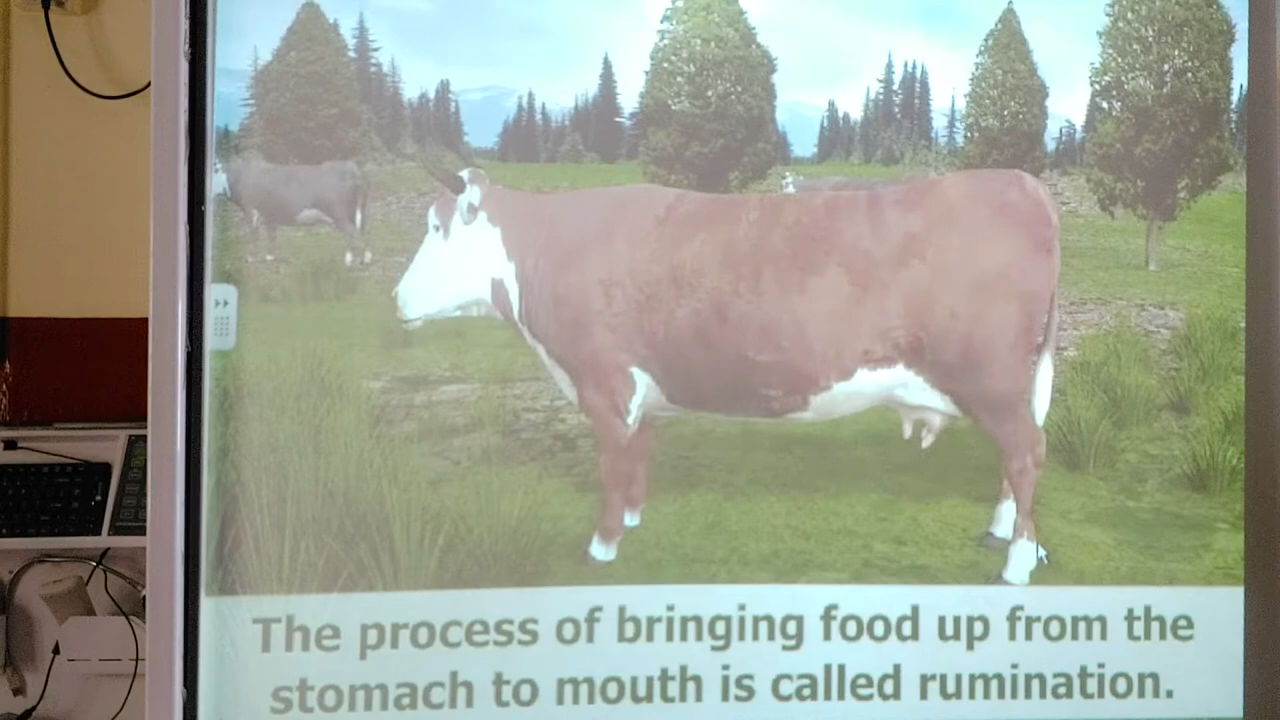 The process of bringing food up from the
stomach to mouth is called rumination.